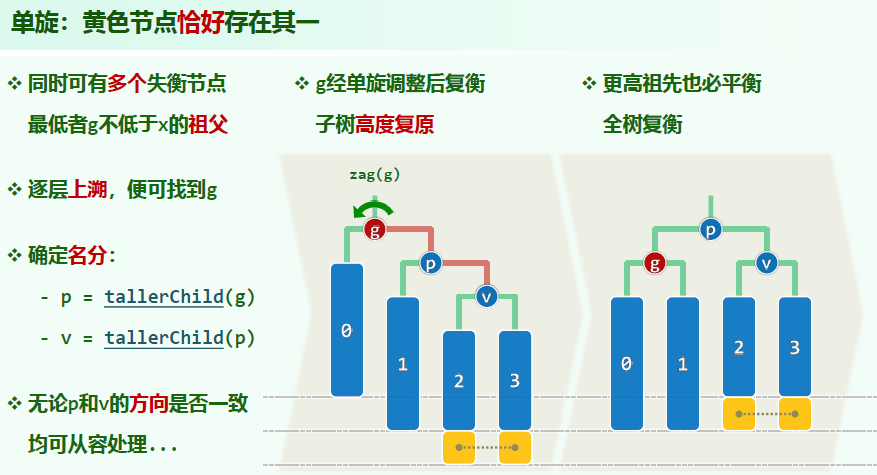 单旋：黄色节点恰好存在其一
❖ 同时可有多个失衡节点
最低者g不低于x的祖父
❖ 逐层上溯，便可找到g
❖ 确定名分：
- p = tallerChild(g)
- v = tallerChild(p)
❖ 无论p和v的方向是否一致
均可从容处理...
❖ g经单旋调整后复衡
子树高度复原
zag(g)
g
p
v
0
1
2
3
❖ 更高祖先也必平衡
全树复衡
p
g
v
0
1
2
3